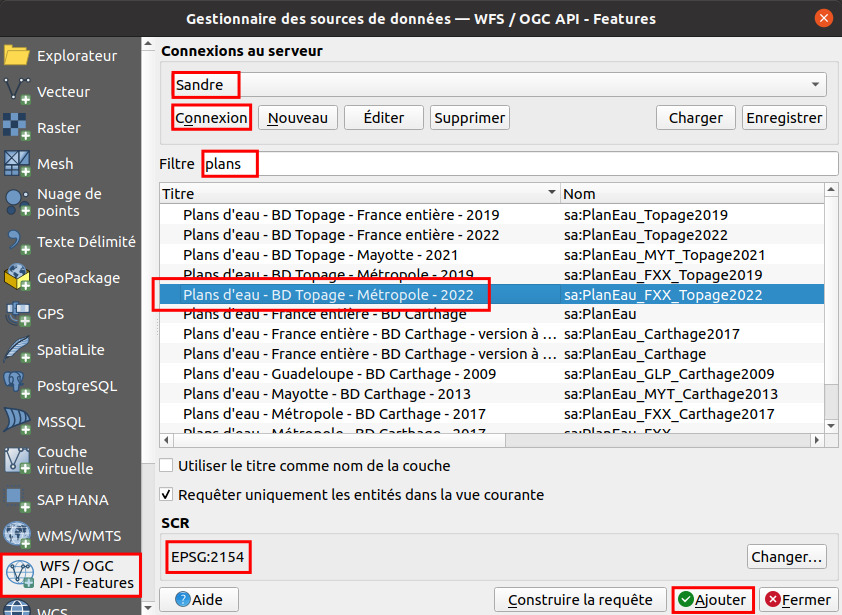 Gestionnaire des sources de données — WFS / OGC API - Features
Explorateur
Vecteur
Raster
Mesh
Nuage de
points
Texte Délimité
GeoPackage
GPS
SpatiaLite
PostgreSQL
MSSQL
Couche
virtuelle
SAP HANA
WMS/WMTS
WFS / OGC
API - Features
WCS
Connexions au serveur
Sandre
Connexion Nouveau Éditer Supprimer Charger Enregistrer
Filtre plans
Titre Nom
Plans d'eau - BD Topage - France entière - 2019 sa:PlanEau_Topage2019
Plans d'eau - BD Topage - France entière - 2022 sa:PlanEau_Topage2022
Plans d'eau - BD Topage - Mayotte - 2021 sa:PlanEau_MYT_Topage2021
Plans d'eau - BD Topage - Métropole - 2019 sa:PlanEau_FXX_Topage2019
Plans d'eau - BD Topage - Métropole - 2022 sa:PlanEau_FXX_Topage2022
Plans d'eau - France entière - BD Carthage sa:PlanEau
Plans d'eau - France entière - BD Carthage - version à ... sa:PlanEau_Carthage2017
Plans d'eau - France entière - BD Carthage - version à ... sa:PlanEau_Carthage
Plans d'eau - Guadeloupe - BD Carthage - 2009 sa:PlanEau_GLP_Carthage2009
Plans d'eau - Mayotte - BD Carthage - 2013 sa:PlanEau_MYT_Carthage2013
Plans d'eau - Métropole - BD Carthage - 2017 sa:PlanEau_FXX_Carthage2017
Plans d'eau - Métropole - BD Carthage - 2017 sa:PlanEau_FXX
Utiliser le titre comme nom de la couche
Requêter uniquement les entités dans la vue courante
SCR
EPSG:2154 Changer...
Aide Construire la requête Ajouter Fermer